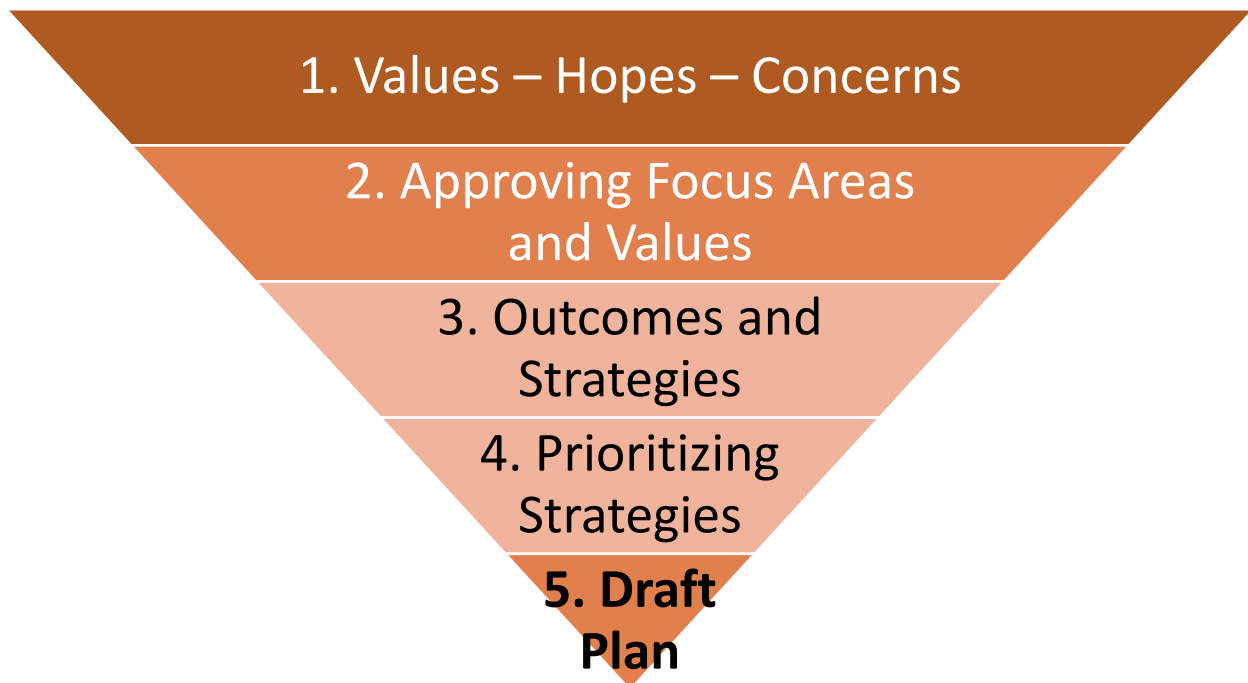 1. Values – Hopes – Concerns
2. Approving Focus Areas
and Values
3. Outcomes and
Strategies
4. Prioritizing
Strategies
5. Draft
Plan